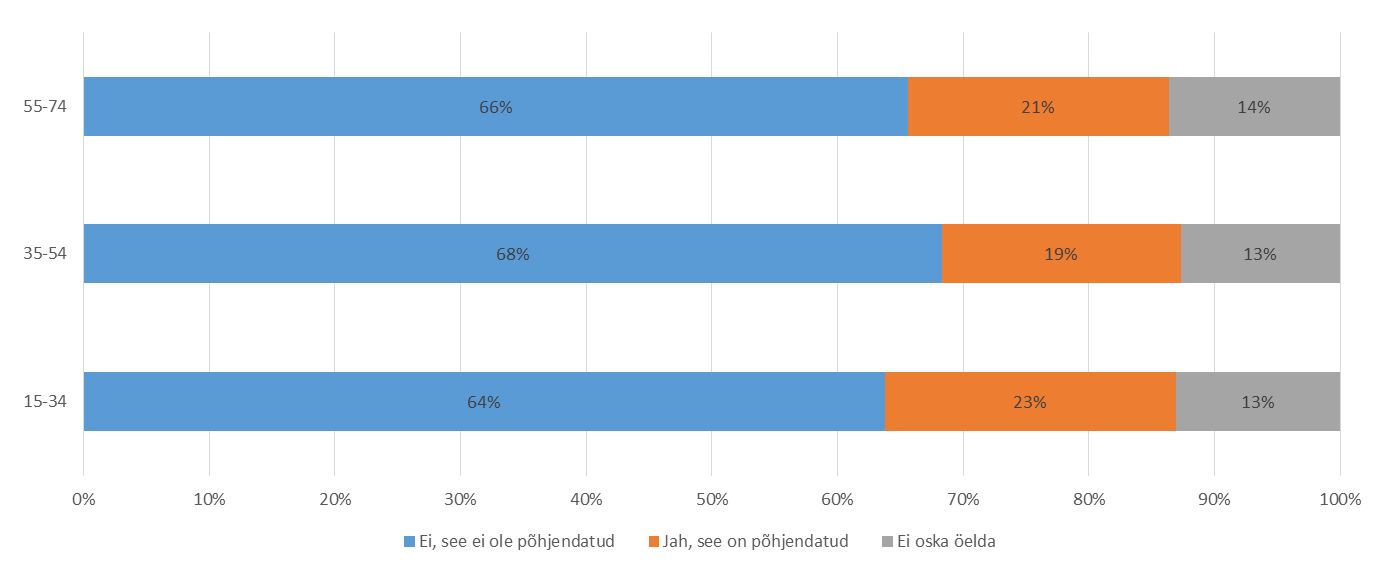 55-74
66% 21% 14%
35-54
68% 19% 13%
15-34
64% 23% 13%
0% 10% 20% 30% 40% 50% 60% 70% 80% 90% 100%
Ei, see ei ole põhjendatud Jah, see on põhjendatud Ei oska öelda